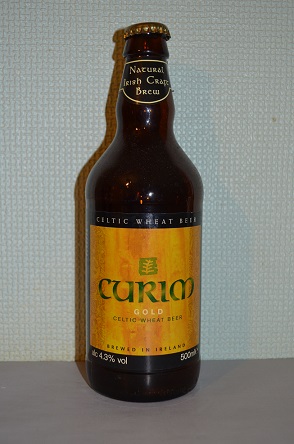 Natural
Irish Craft
Brew
CELTIC WHEAT BEER
CURIM
GOLD
CELTIC WHEAT BEER
BREWED IN IRELAND
alc 4.3% vol
500ml